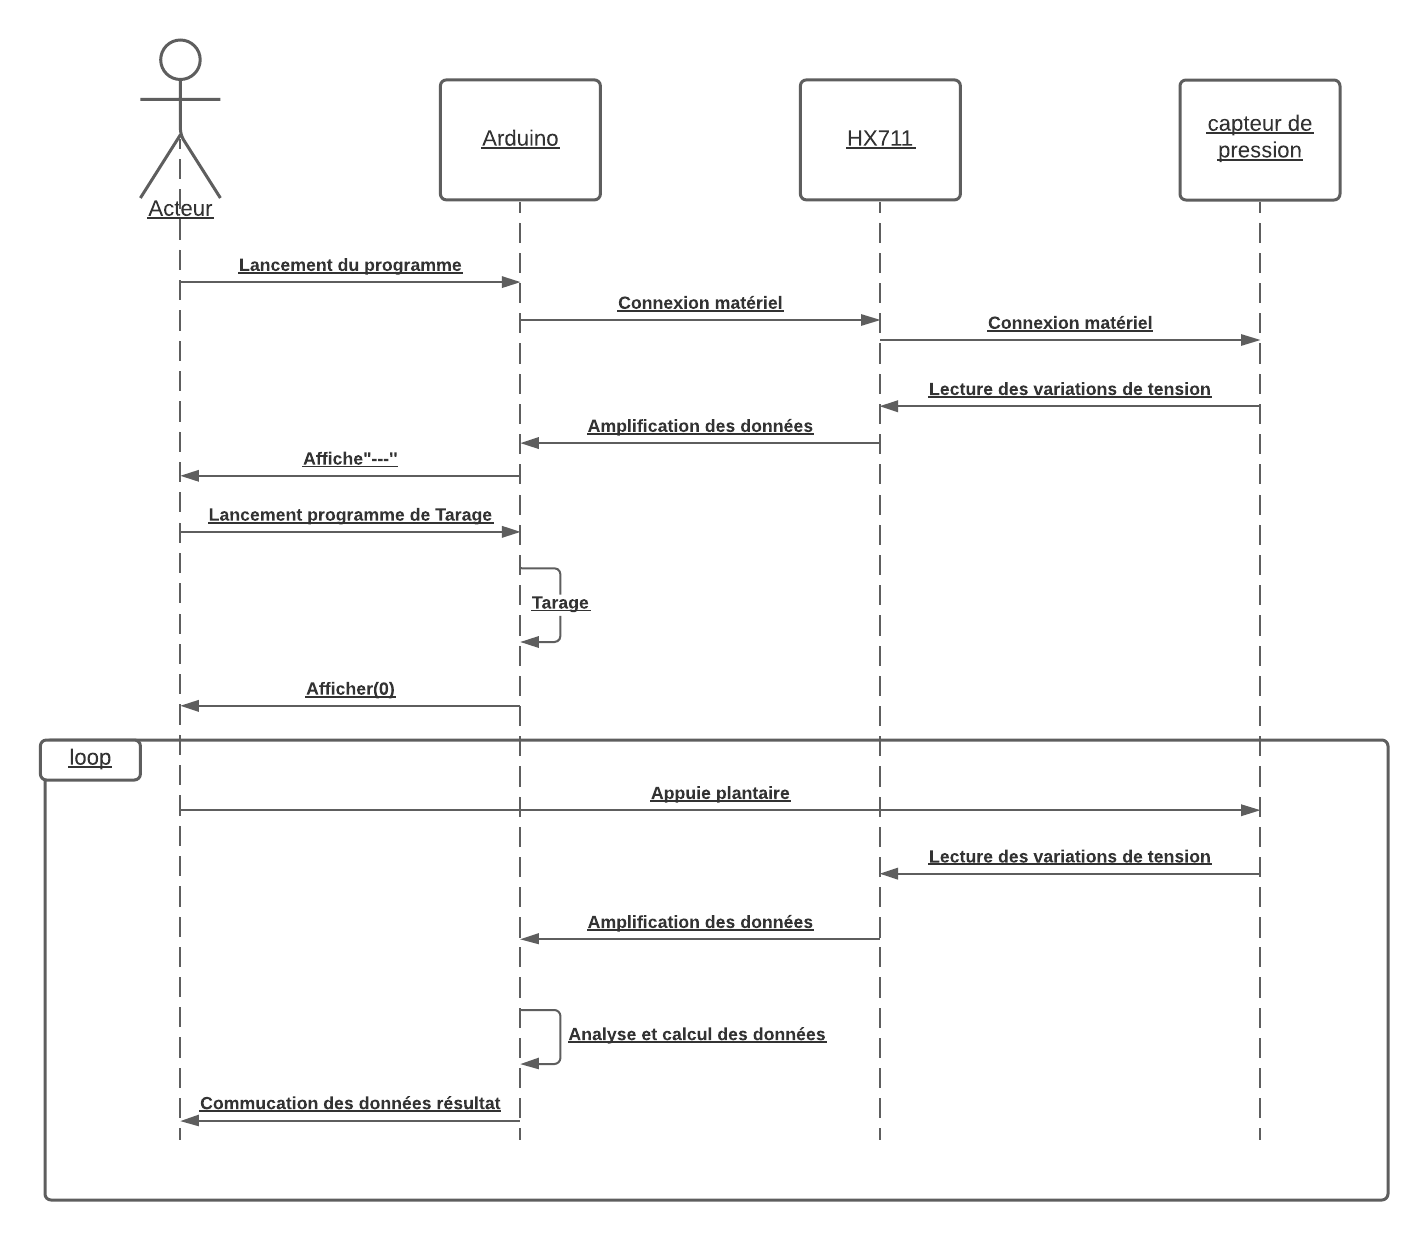 Acteur
Arduino
HX711
capteur de
pression
Lancement du programme
Connexion matériel
Connexion matériel
Lecture des variations de tension
Amplification des données
Affiche"---"
Lancement programme de Tarage
Tarage
Afficher(0)
loop
Appuie plantaire
Lecture des variations de tension
Amplification des données
Analyse et calcul des données
Commucation des données résultat